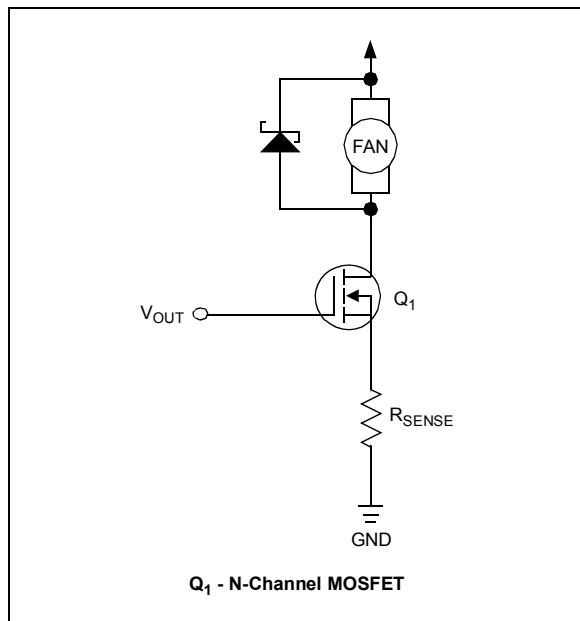 FAN
Q1
VOUT
RSENSE
GND
Q1 - N-Channel MOSFET